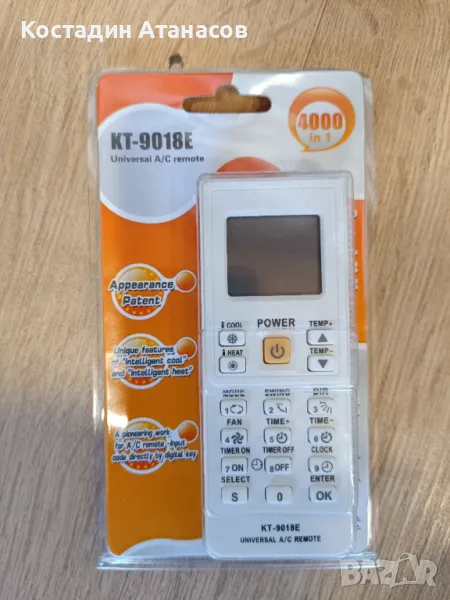 Костадин Атанасов
KT-9018E
Universal A/C remote
4000
in 1
Appearance
Patent
Unique features
of "Intelligent cool"
and "Intelligent heat"
A pioneering work
for A/C remote -input
code directly by digital key
i COOL
POWER
TEMP+
i HEAT
TEMP-
MODE
SWING
DIR
1
2
3
FAN
TIME+
TIME-
4
5
6
TIMER ON
TIMER OFF
CLOCK
7 ON
8 OFF
9
SELECT
ENTER
S
0
OK
KT-9018E
UNIVERSAL A/C REMOTE
BAZAR